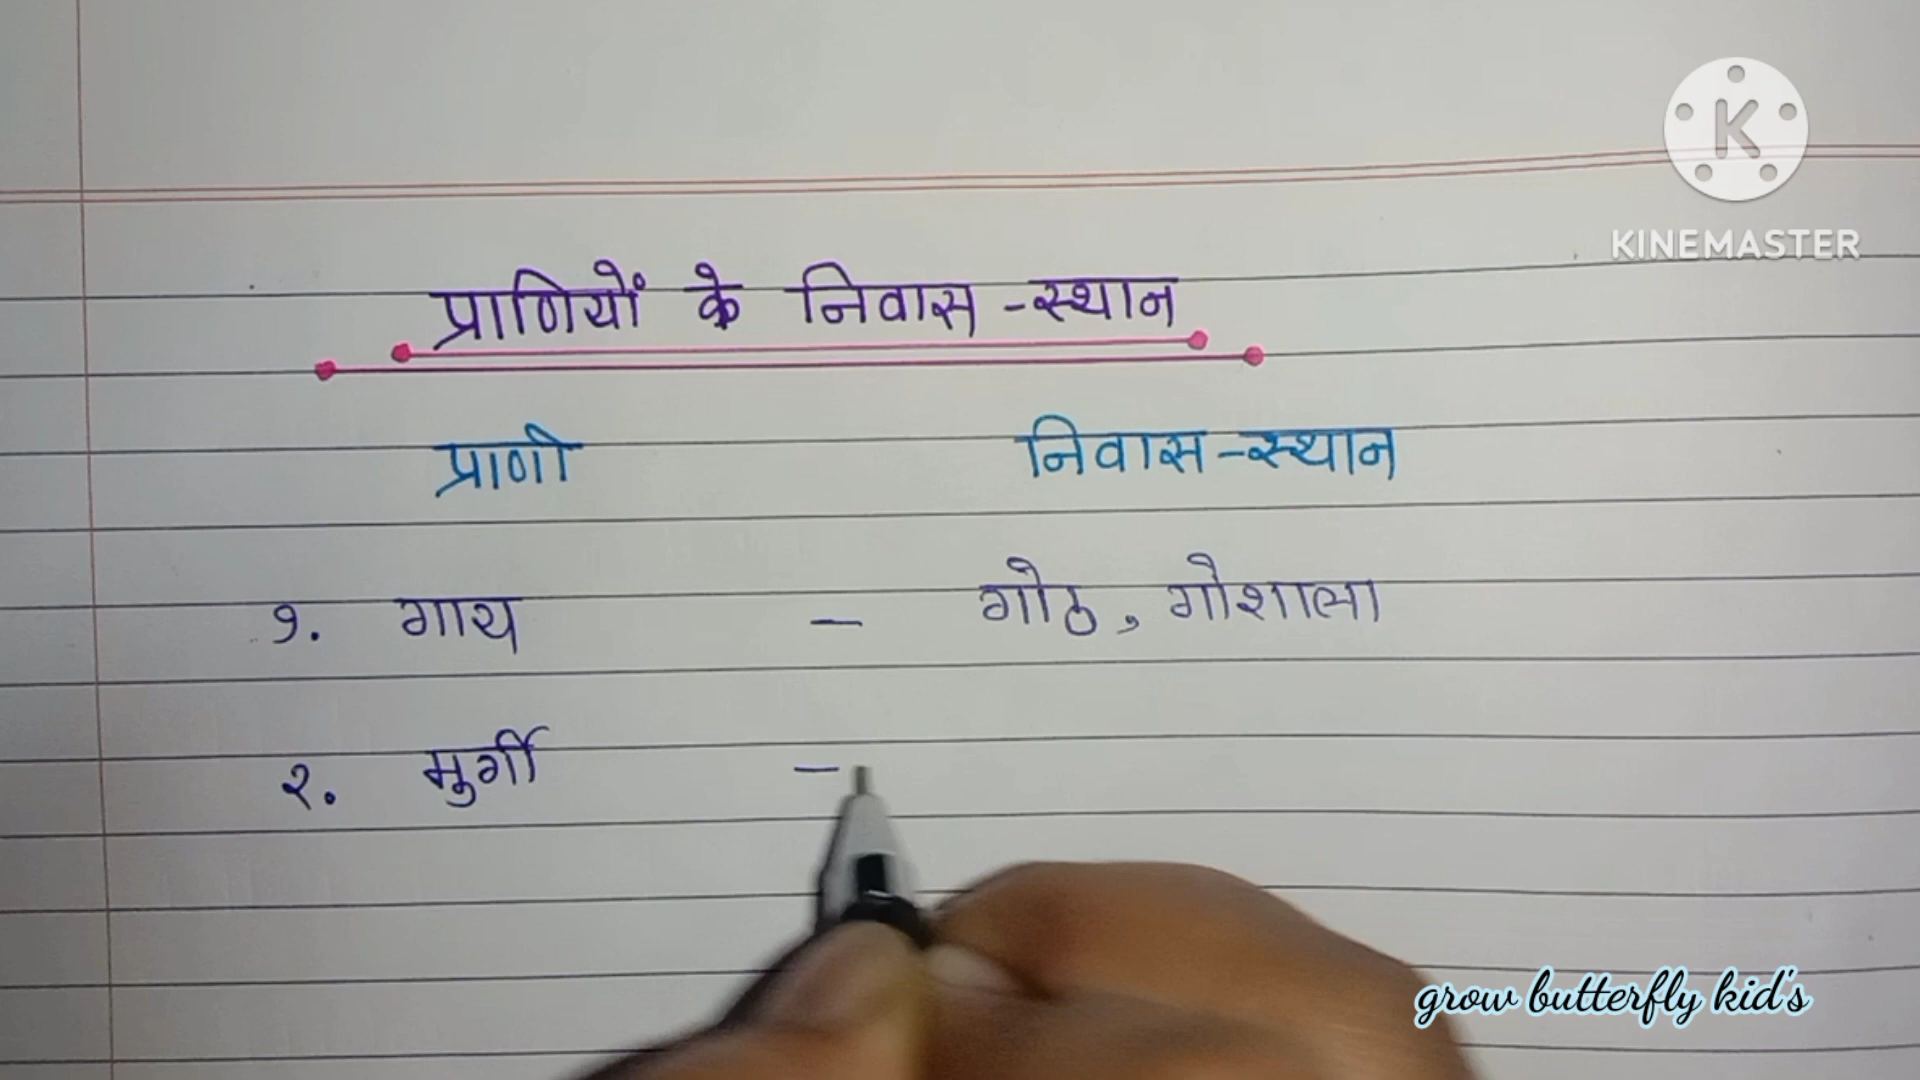 KINEMASTER
प्राणियों के निवास -स्थान
प्राणी निवास -स्थान
१. गाय - गोठ, गोशाला
२. मुर्गी -
grow butterfly kid's